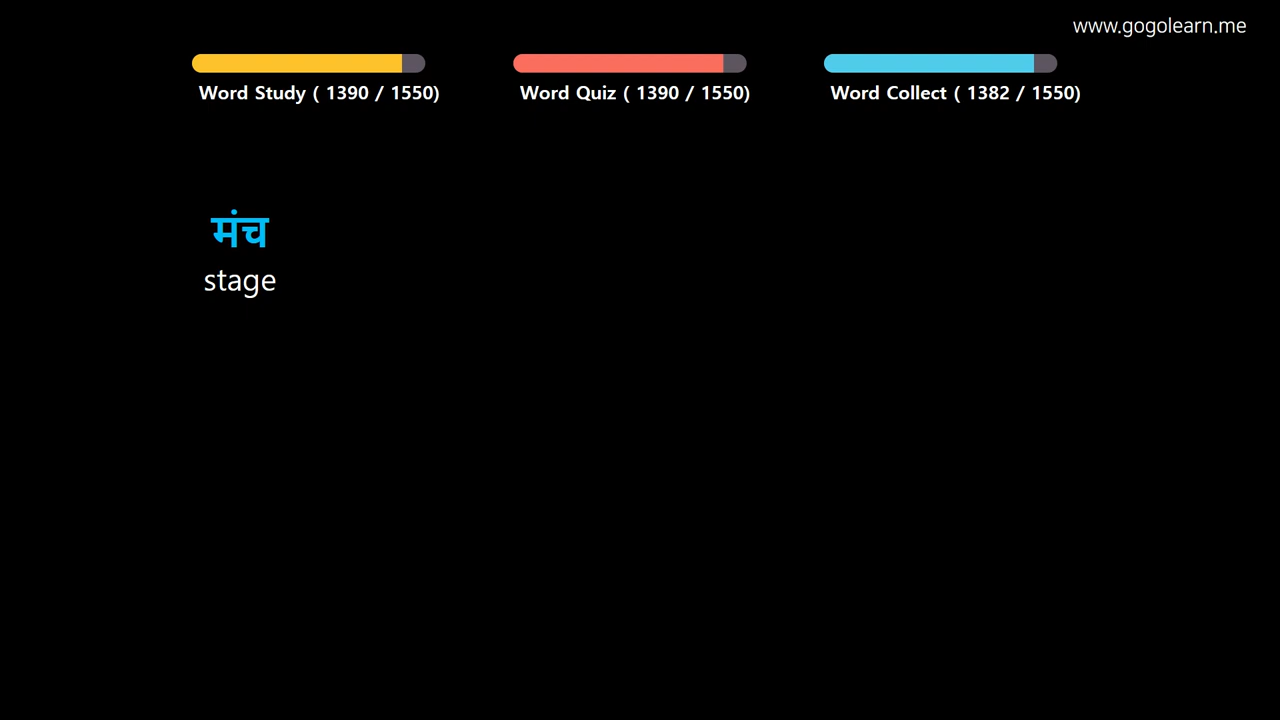 www.gogolearn.me
Word Study ( 1390 / 1550)
Word Quiz ( 1390 / 1550)
Word Collect ( 1382 / 1550)
मंच
stage